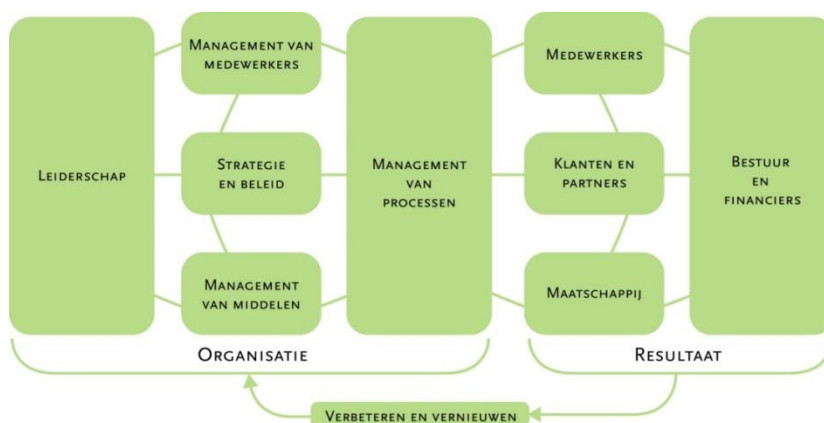 LEIDERSCHAP
MANAGEMENT VAN
MEDEWERKERS
STRATEGIE
EN BELEID
MANAGEMENT
VAN MIDDELEN
MANAGEMENT
VAN
PROCESSEN
MEDEWERKERS
KLANTEN EN
PARTNERS
MAATSCHAPPIJ
BESTUUR
EN
FINANCIERS
ORGANISATIE
RESULTAAT
VERBETEREN EN VERNIEUWEN